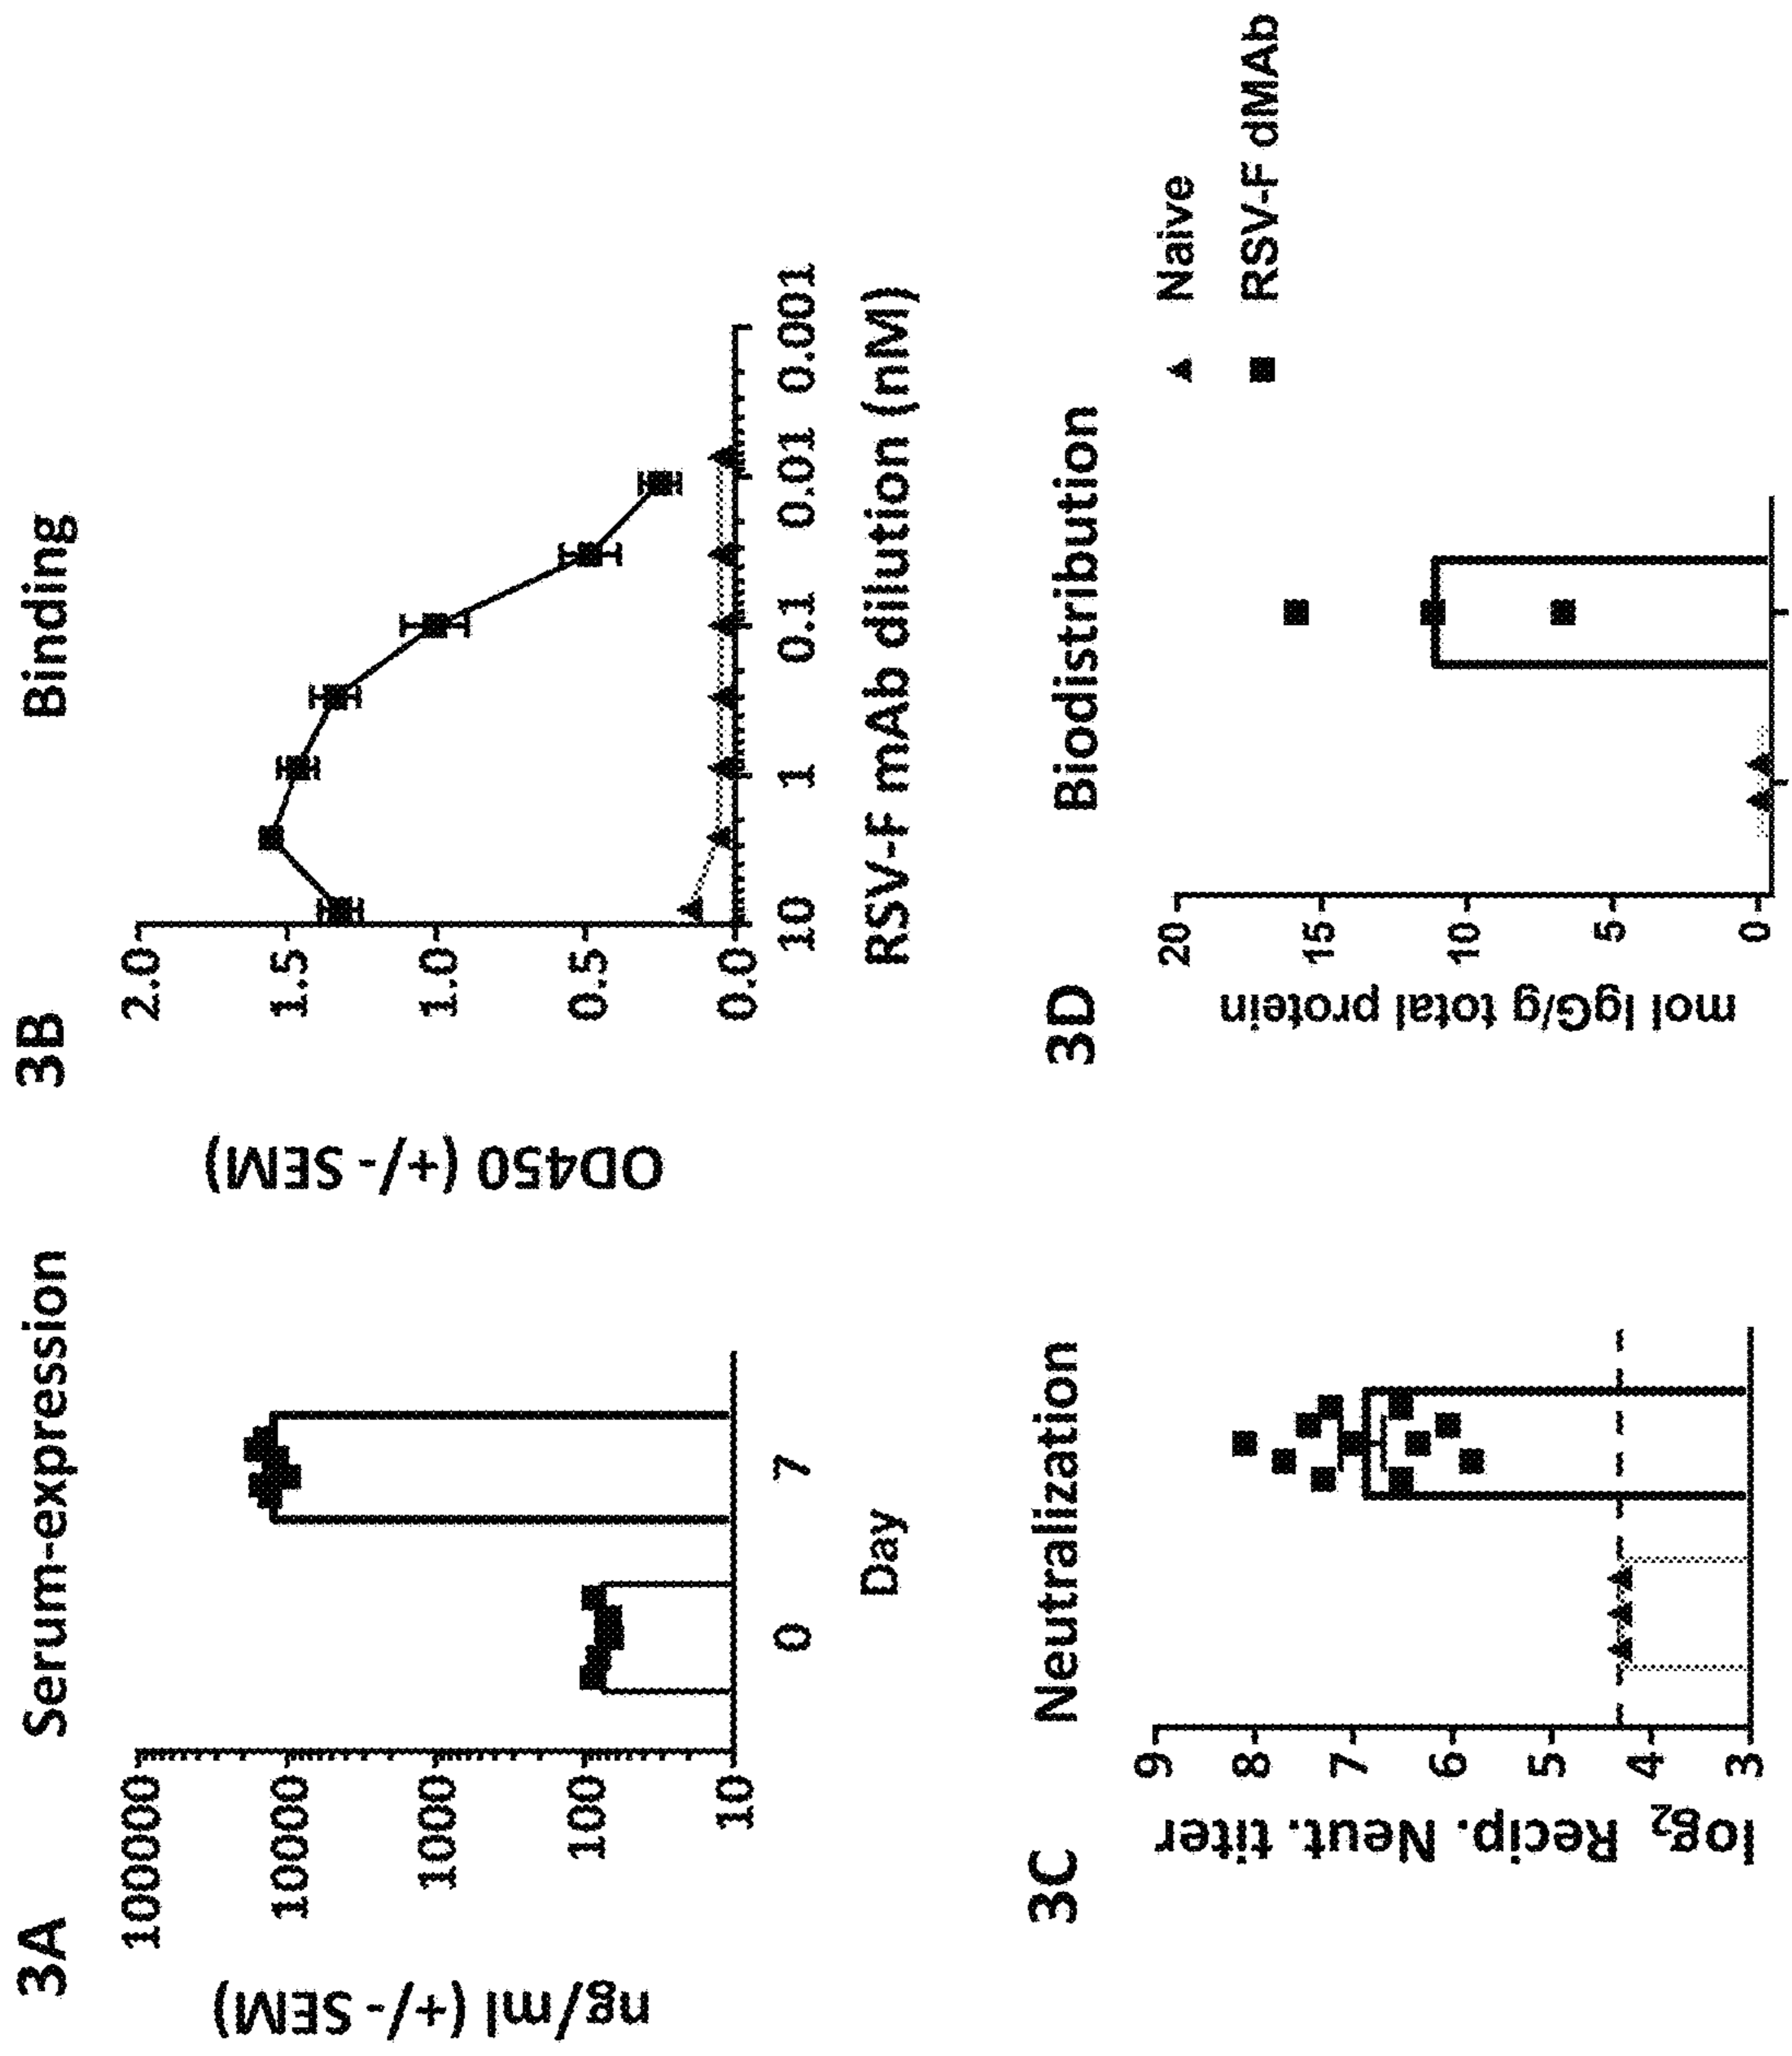 3A
Serum-expression
ng/ml (+/- SEM)
100000
10000
1000
100
10
0
7
Day
3B
Binding
OD450 (+/- SEM)
2.0
1.5
1.0
0.5
0.0
10
1
0.1
0.01
0.001
RSV-F mAb dilution (nM)
3C
Neutralization
log₂ Recip. Neut. titer
9
8
7
6
5
4
3
3D
Biodistribution
mol IgG/g total protein
20
15
10
5
0
Naive
RSV-F dMAb